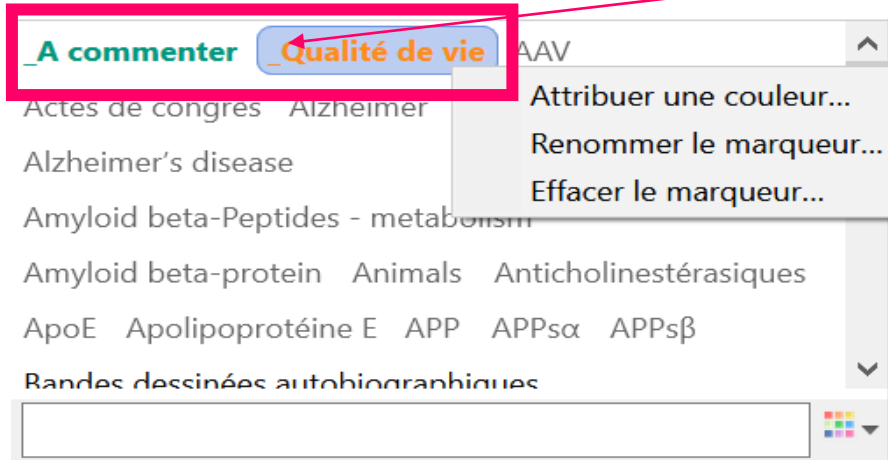 _A commenter _Qualité de vie AAV
Actes de congrès Alzheimer
Attribuer une couleur...
Renommer le marqueur...
Effacer le marqueur...
Alzheimer's disease
Amyloid beta-Peptides - metabolism
Amyloid beta-protein Animals Anticholinestérasiques
ApoE Apolipoprotéine E APP APPsα APPsβ
Bandes dessinées autobiographiques